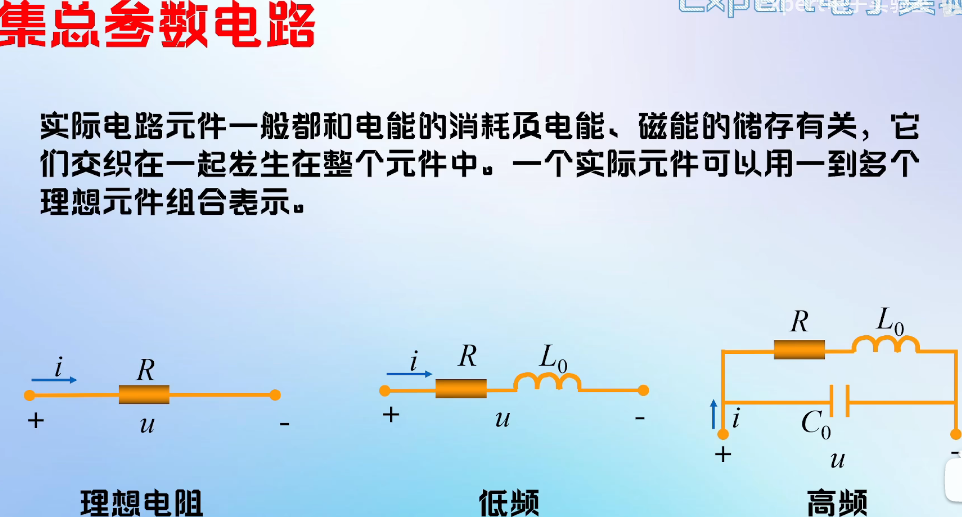 集总参数电路
实际电路元件一般都和电能的消耗及电能、磁能的储存有关，它
们交织在一起发生在整个元件中。一个实际元件可以用一到多个
理想元件组合表示。
i R
+ u -
理想电阻
i R L₀
+ u -
低频
R L₀
i C₀
+ u -
高频